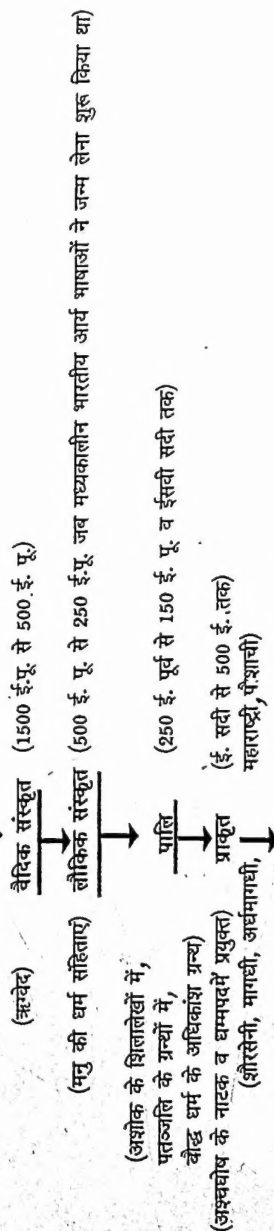 (ऋग्वेद) वैदिक संस्कृत (1500 ई.पू. से 500 ई. पू.)
(मनु की धर्म संहिताएं) लौकिक संस्कृत (500 ई. पू. से 250 ई.पू. जब मध्यकालीन भारतीय आर्य भाषाओं ने जन्म लेना शुरू किया था)
(अशोक के शिलालेखों में,
पतञ्जलि के ग्रन्थों में, पालि (250 ई. पूर्व से 150 ई. पू. व ईसवी सदी तक)
बौद्ध धर्म के अधिकांश ग्रन्थ)
(अश्वघोष के नाटक व धम्मपदमें प्रयुक्त) प्राकृत (ई. सदी से 500 ई. तक)
(शौरसेनी, मागधी, अर्धमागधी, महाराष्ट्री, पैशाची)